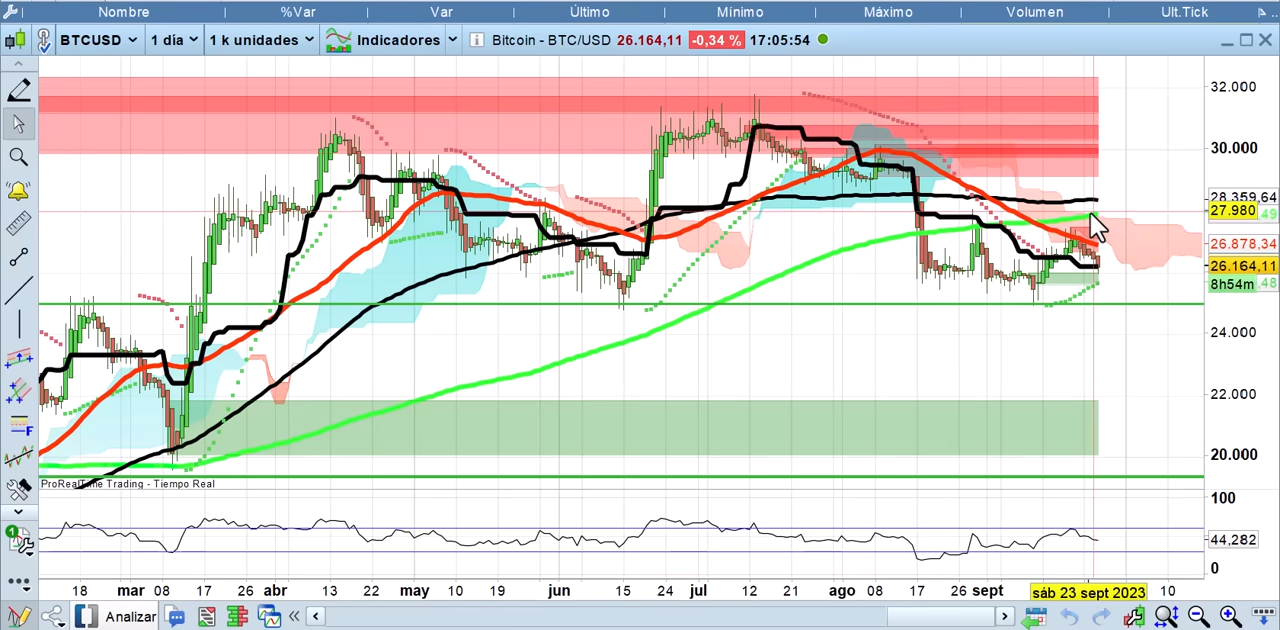 Nombre %Var Var Último Mínimo Máximo Volumen Ult.Tick
BTCUSD 1 día 1 k unidades Indicadores Bitcoin - BTC/USD 26.164,11 -0,34 % 17:05:54
32.000
30.000
28.359,64
27.980 ,49
26.878,34
26.164,11
8h54m ,48
24.000
22.000
20.000
ProRealTime Trading - Tiempo Real
100
44,282
0
18 mar 08 17 26 abr 13 22 may 10 19 jun 15 24 jul 12 21 ago 08 17 26 sept sáb 23 sept 2023 10
Analizar